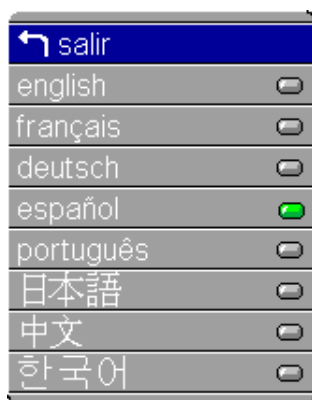 salir
english
français
deutsch
español
português
日本語
中文
한국어